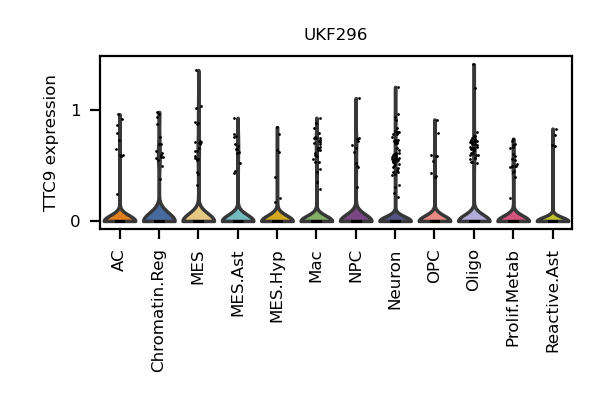 UKF296
TTC9 expression
1
0
AC
Chromatin.Reg
MES
MES.Ast
MES.Hyp
Mac
NPC
Neuron
OPC
Oligo
Prolif.Metab
Reactive.Ast